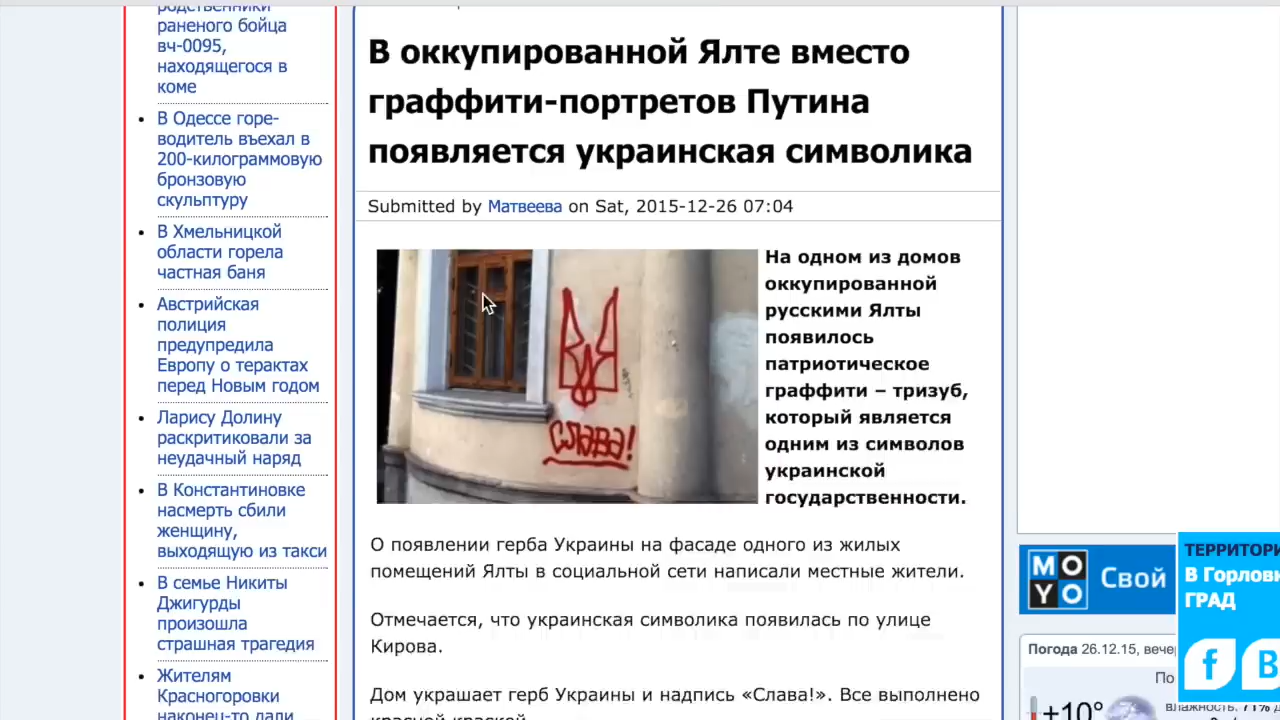 родственники
раненого бойца
вч-0095,
находящегося в
коме
В Одессе горе-
водитель въехал в
200-килограммовую
бронзовую
скульптуру
В Хмельницкой
области горела
частная баня
Австрийская
полиция
предупредила
Европу о терактах
перед Новым годом
Ларису Долину
раскритиковали за
неудачный наряд
В Константиновке
насмерть сбили
женщину,
выходящую из такси
В семье Никиты
Джигурды
произошла
страшная трагедия
Жителям
Красногоровки
наконец-то дали
В оккупированной Ялте вместо
граффити-портретов Путина
появляется украинская символика
Submitted by Матвеева on Sat, 2015-12-26 07:04
слава!
На одном из домов
оккупированной
русскими Ялты
появилось
патриотическое
граффити – тризуб,
который является
одним из символов
украинской
государственности.
О появлении герба Украины на фасаде одного из жилых
помещений Ялты в социальной сети написали местные жители.
Отмечается, что украинская символика появилась по улице
Кирова.
Дом украшает герб Украины и надпись «Слава!». Все выполнено
красной краской.
MOYO Свой
ТЕРРИТОРИ
В Горловк
ГРАД
Погода 26.12.15, вечер
По
+10°
влажность: 71%